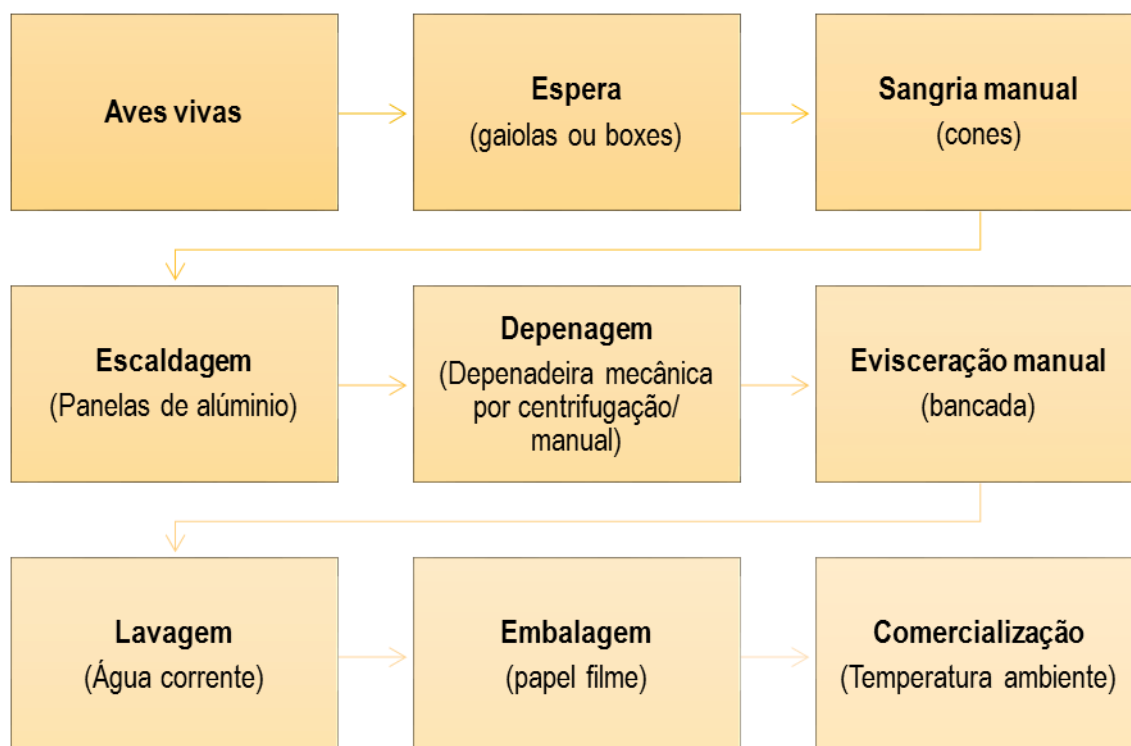 Aves vivas
Espera
(gaiolas ou boxes)
Sangria manual
(cones)
Escaldagem
(Panelas de alúminio)
Depenagem
(Depenadeira mecânica
por centrifugação/
manual)
Evisceração manual
(bancada)
Lavagem
(Água corrente)
Embalagem
(papel filme)
Comercialização
(Temperatura ambiente)